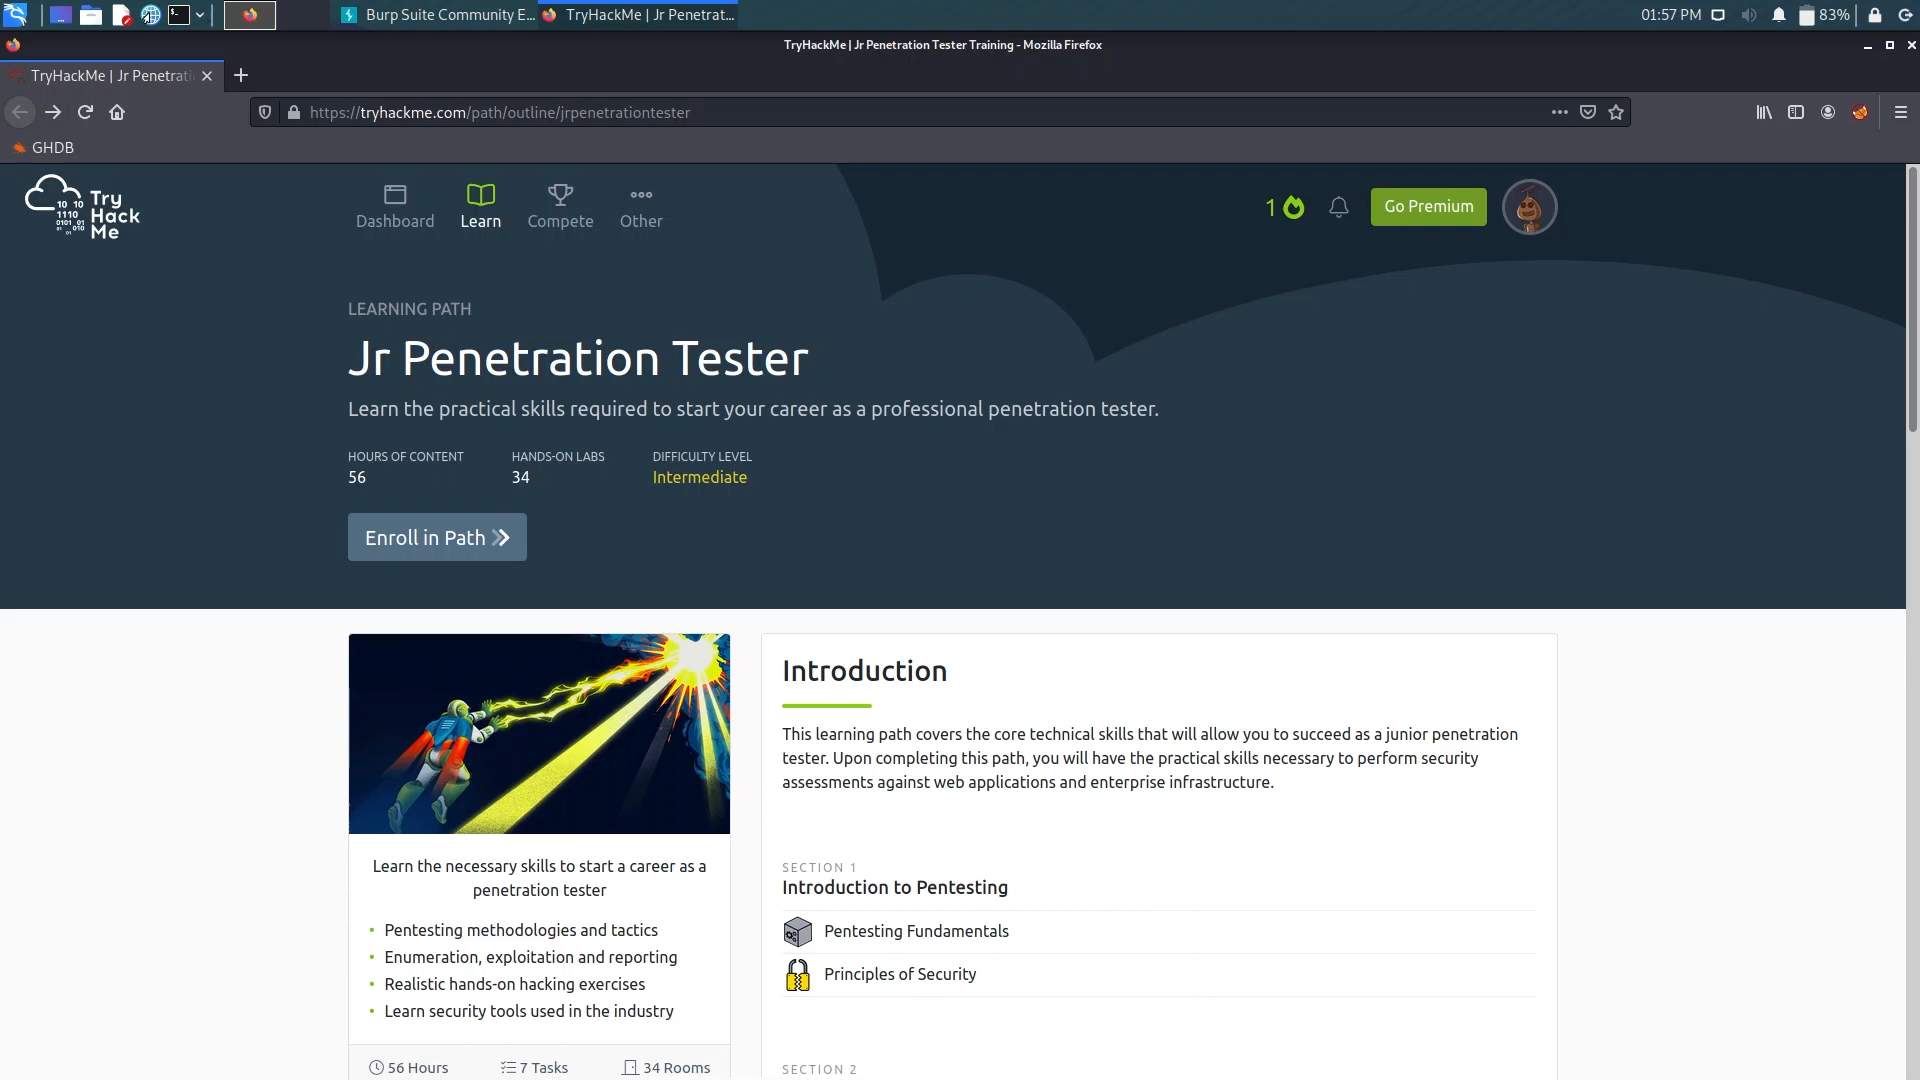 Burp Suite Community E...
TryHackMe | Jr Penetrat...
01:57 PM
83%
TryHackMe | Jr Penetration Tester Training - Mozilla Firefox
TryHackMe | Jr Penetrati
https://tryhackme.com/path/outline/jrpenetrationtester
GHDB
Try
Hack
Me
10 10
1110
0101 01
01 010
01
Dashboard
Learn
Compete
Other
1
Go Premium
LEARNING PATH
Jr Penetration Tester
Learn the practical skills required to start your career as a professional penetration tester.
HOURS OF CONTENT
56
HANDS-ON LABS
34
DIFFICULTY LEVEL
Intermediate
Enroll in Path
Learn the necessary skills to start a career as a
penetration tester
• Pentesting methodologies and tactics
• Enumeration, exploitation and reporting
• Realistic hands-on hacking exercises
• Learn security tools used in the industry
56 Hours
7 Tasks
34 Rooms
Introduction
This learning path covers the core technical skills that will allow you to succeed as a junior penetration
tester. Upon completing this path, you will have the practical skills necessary to perform security
assessments against web applications and enterprise infrastructure.
SECTION 1
Introduction to Pentesting
Pentesting Fundamentals
Principles of Security
SECTION 2